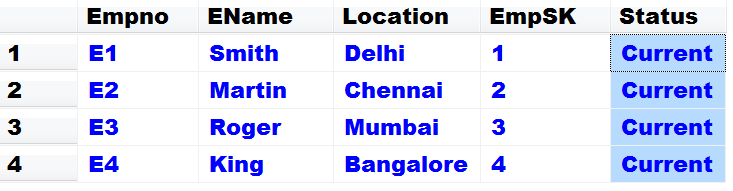 Empno EName Location EmpSK Status
1 E1 Smith Delhi 1 Current
2 E2 Martin Chennai 2 Current
3 E3 Roger Mumbai 3 Current
4 E4 King Bangalore 4 Current